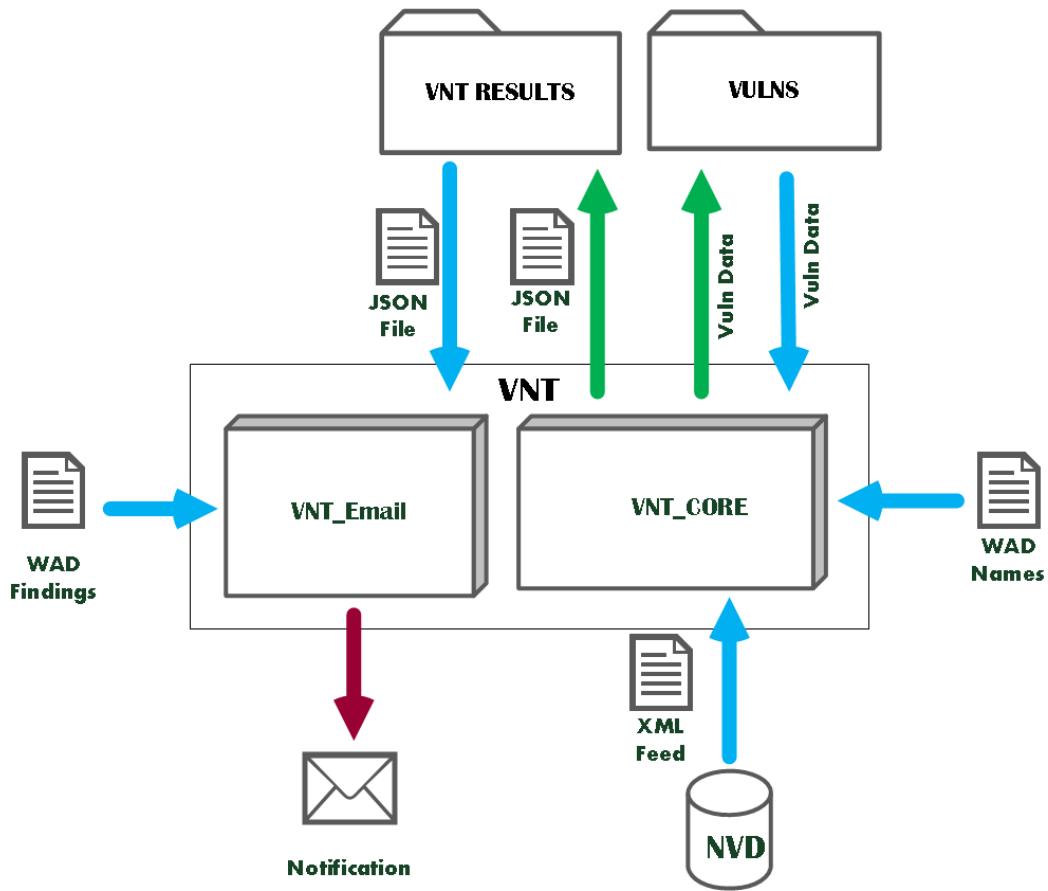 VNT RESULTS
VULNS
JSON
File
JSON
File
Vuln Data
Vuln Data
VNT
VNT_Email
VNT_CORE
WAD
Findings
WAD
Names
XML
Feed
NVD
Notification